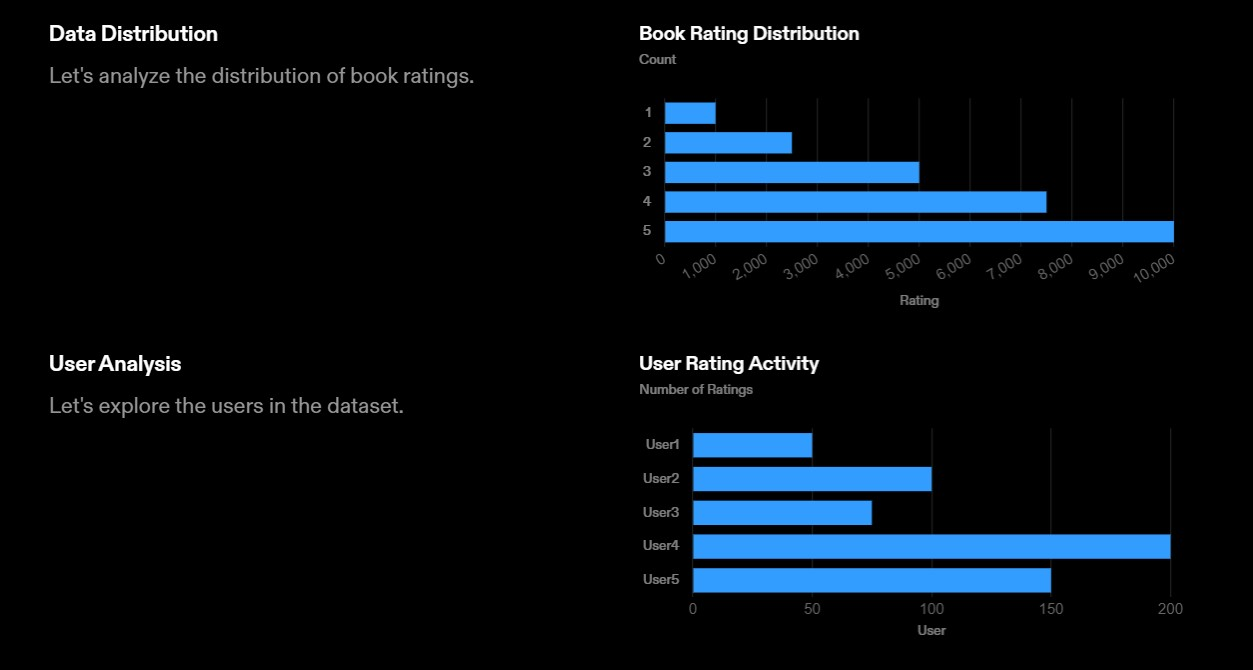 Data Distribution
Let's analyze the distribution of book ratings.
Book Rating Distribution
Count
1
2
3
4
5
0 1,000 2,000 3,000 4,000 5,000 6,000 7,000 8,000 9,000 10,000
Rating
User Analysis
Let's explore the users in the dataset.
User Rating Activity
Number of Ratings
User1
User2
User3
User4
User5
0 50 100 150 200
User